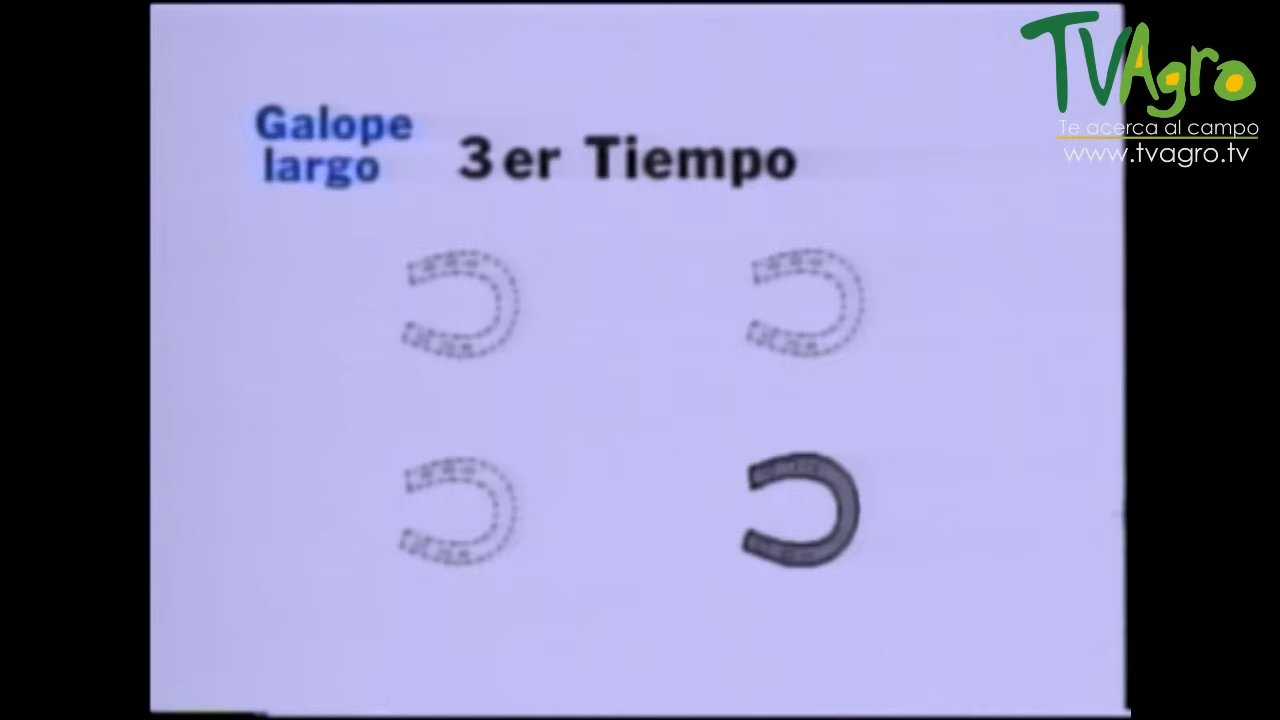 Galope
largo
3er Tiempo
TVAgro
Te acerca al campo
www.tvagro.tv